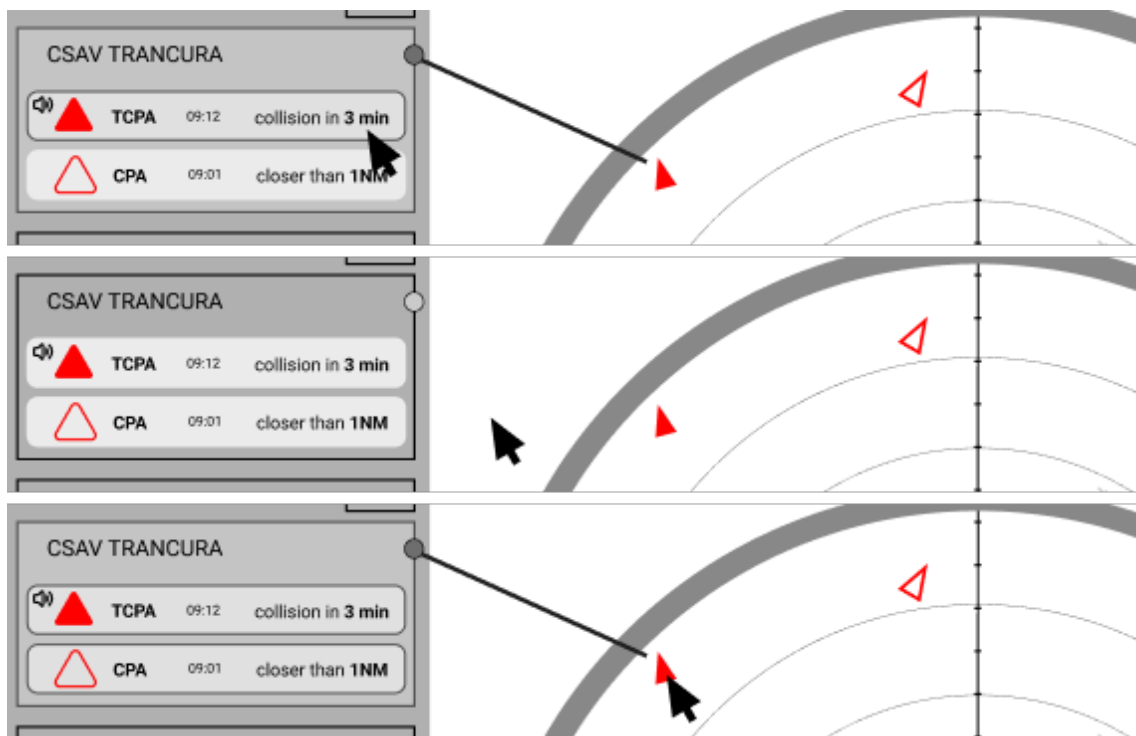 CSAV TRANCURA
TCPA 09:12 collision in 3 min
CPA 09:01 closer than 1NM
CSAV TRANCURA
TCPA 09:12 collision in 3 min
CPA 09:01 closer than 1NM
CSAV TRANCURA
TCPA 09:12 collision in 3 min
CPA 09:01 closer than 1NM